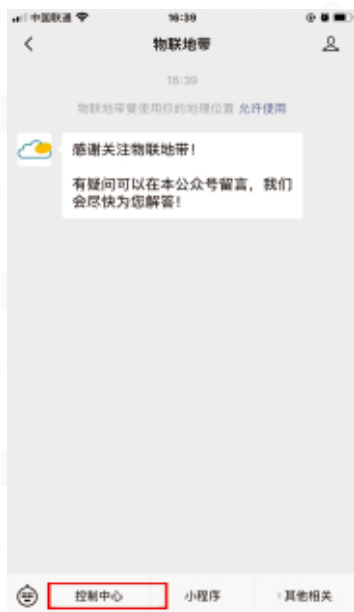 中国联通 16:39
物联地带
16:39
物联地带要使用你的地理位置 允许使用
感谢关注物联地带！
有疑问可以在本公众号留言，我们
会尽快为您解答！
控制中心 小程序 其他相关